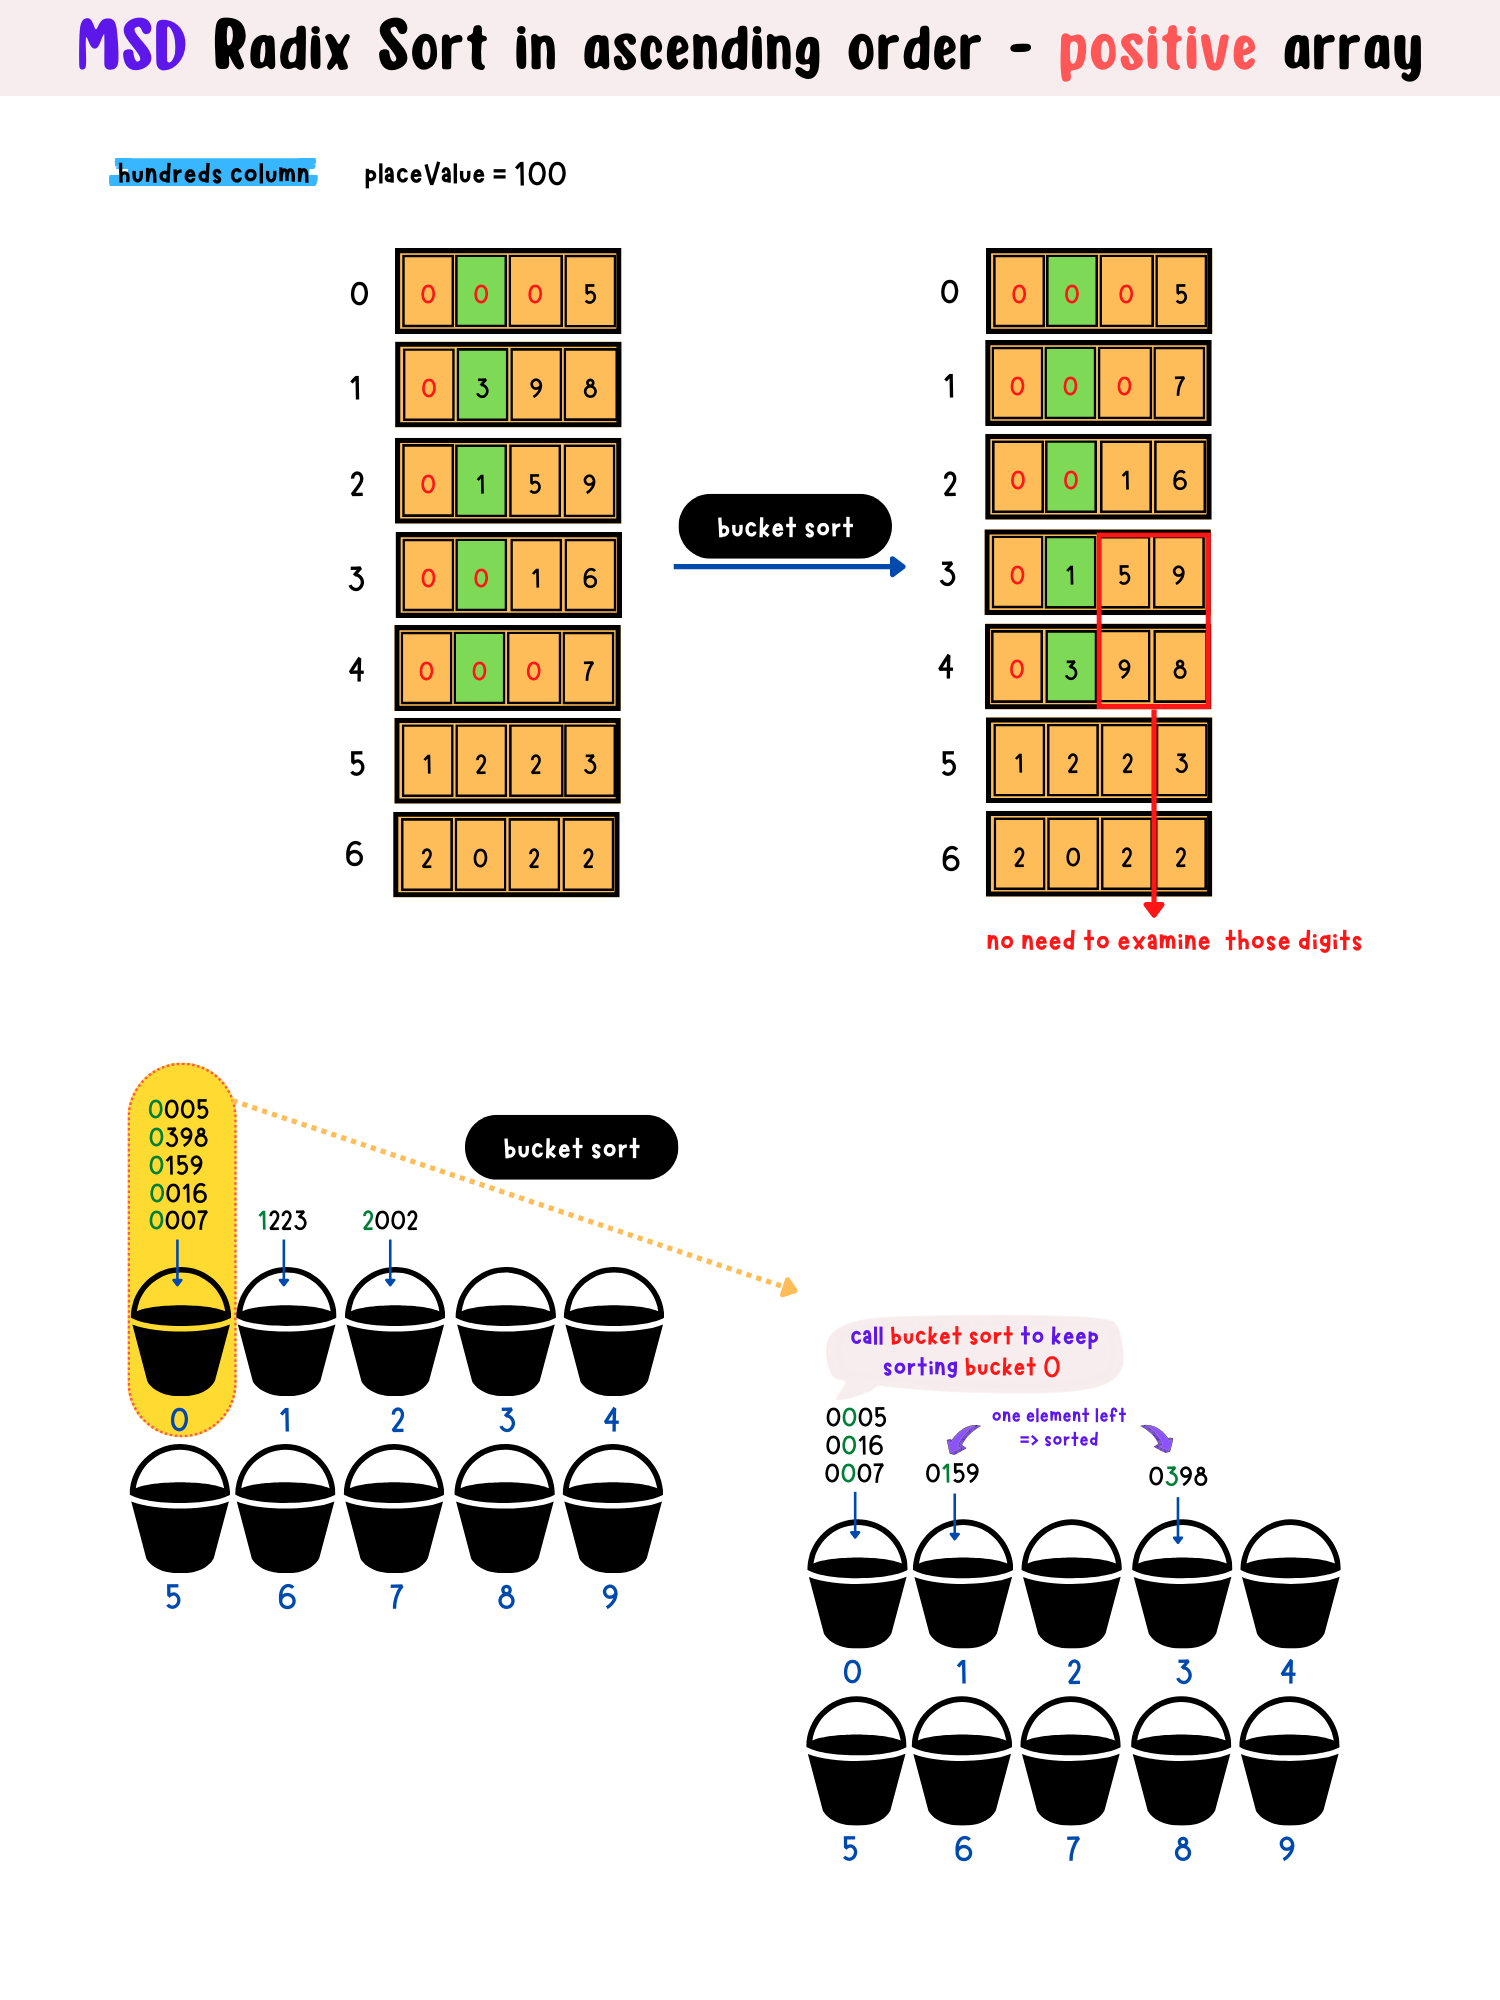 MSD Radix Sort in ascending order - positive array
hundreds column placeValue = 100
0 0 0 0 5
1 0 3 9 8
2 0 1 5 9
3 0 0 1 6
4 0 0 0 7
5 1 2 2 3
6 2 0 2 2
bucket sort
0 0 0 0 5
1 0 0 0 7
2 0 0 1 6
3 0 1 5 9
4 0 3 9 8
5 1 2 2 3
6 2 0 2 2
no need to examine those digits
0005
0398
0159
0016
0007
1223
2002
bucket sort
0 1 2 3 4
5 6 7 8 9
call bucket sort to keep
sorting bucket 0
0005
0016
0007
one element left
=> sorted
0159
0398
0 1 2 3 4
5 6 7 8 9